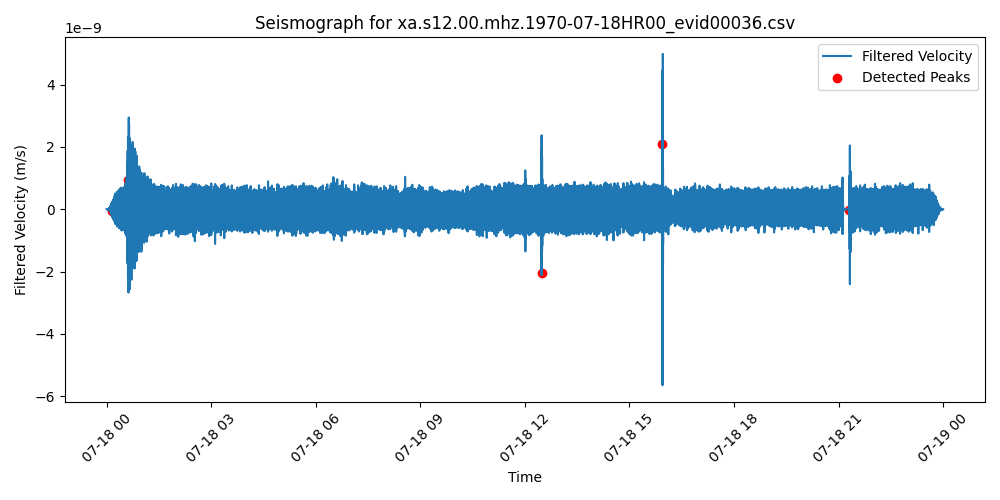 Seismograph for xa.s12.00.mhz.1970-07-18HR00_evid00036.csv
1e−9
Filtered Velocity
Detected Peaks
4
2
0
−2
−4
−6
Filtered Velocity (m/s)
07-18 00
07-18 03
07-18 06
07-18 09
07-18 12
07-18 15
07-18 18
07-18 21
07-19 00
Time